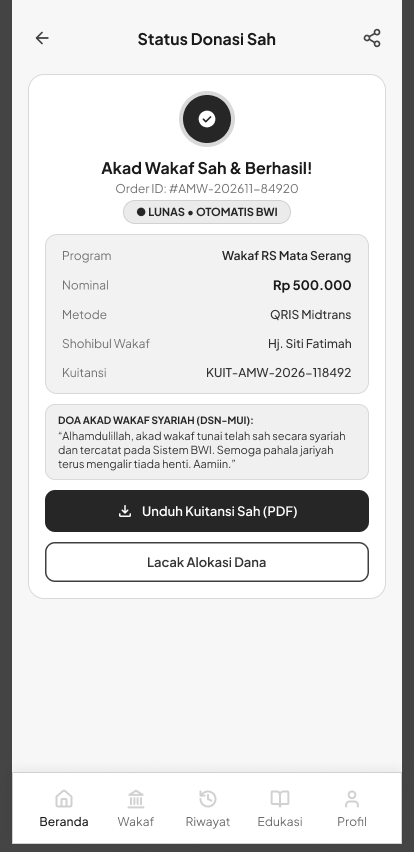 Status Donasi Sah
Akad Wakaf Sah & Berhasil!
Order ID: #AMW-202611-84920
● LUNAS • OTOMATIS BWI
Program Wakaf RS Mata Serang
Nominal Rp 500.000
Metode QRIS Midtrans
Shohibul Wakaf Hj. Siti Fatimah
Kuitansi KUIT-AMW-2026-118492
DOA AKAD WAKAF SYARIAH (DSN-MUI):
“Alhamdulillah, akad wakaf tunai telah sah secara syariah
dan tercatat pada Sistem BWI. Semoga pahala jariyah
terus mengalir tiada henti. Aamiin.”
Unduh Kuitansi Sah (PDF)
Lacak Alokasi Dana
Beranda Wakaf Riwayat Edukasi Profil